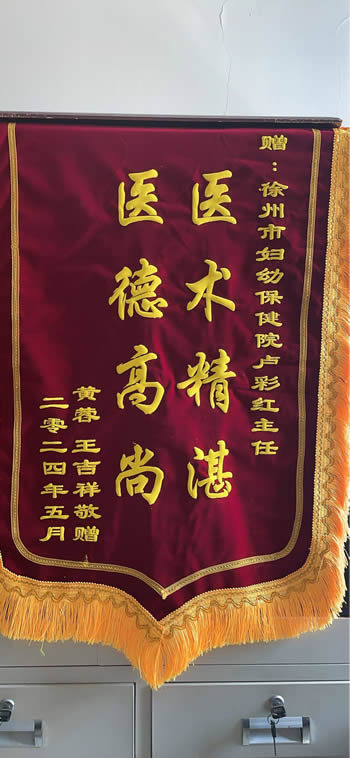 赠：徐州市妇幼保健院卢彩红主任
医术精湛
医德高尚
黄蓉 王吉祥敬赠
二零二四年五月